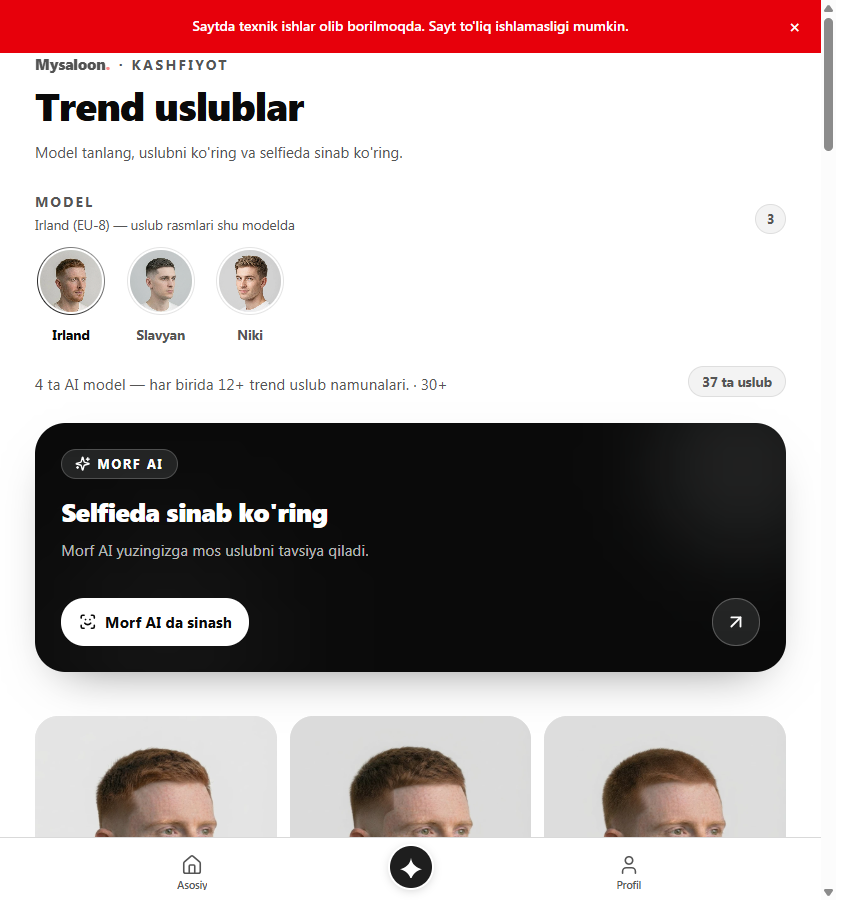 Saytda texnik ishlar olib borilmoqda. Sayt to'liq ishlamasligi mumkin. ×
Mysaloon. · KASHFIYOT
Trend uslublar
Model tanlang, uslubni ko'ring va selfieda sinab ko'ring.
MODEL
Irland (EU-8) — uslub rasmlari shu modelda
3
Irland Slavyan Niki
4 ta AI model — har birida 12+ trend uslub namunalari. · 30+
37 ta uslub
MORF AI
Selfieda sinab ko'ring
Morf AI yuzingizga mos uslubni tavsiya qiladi.
Morf AI da sinash
Asosiy Profil